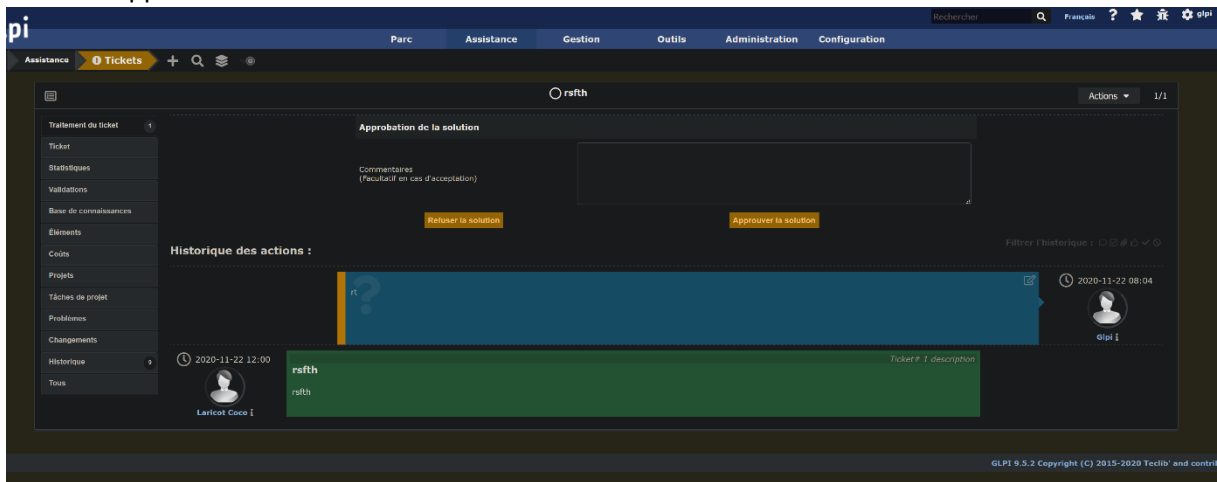 Rechercher Français ? glpi
pi
Parc Assistance Gestion Outils Administration Configuration
Assistance Tickets
rsfth Actions 1/1
Traitement du ticket 1
Ticket
Statistiques
Validations
Base de connaissances
Éléments
Coûts
Projets
Tâches de projet
Problèmes
Changements
Historique 9
Tous
Approbation de la solution
Commentaires
(Facultatif en cas d'acceptation)
Refuser la solution Approuver la solution
Filtrer l'historique :
Historique des actions :
rt
?
2020-11-22 08:04
Glpi i
2020-11-22 12:00
Laricot Coco i
Ticket# 1 description
rsfth
rsfth
GLPI 9.5.2 Copyright (C) 2015-2020 Teclib' and contri